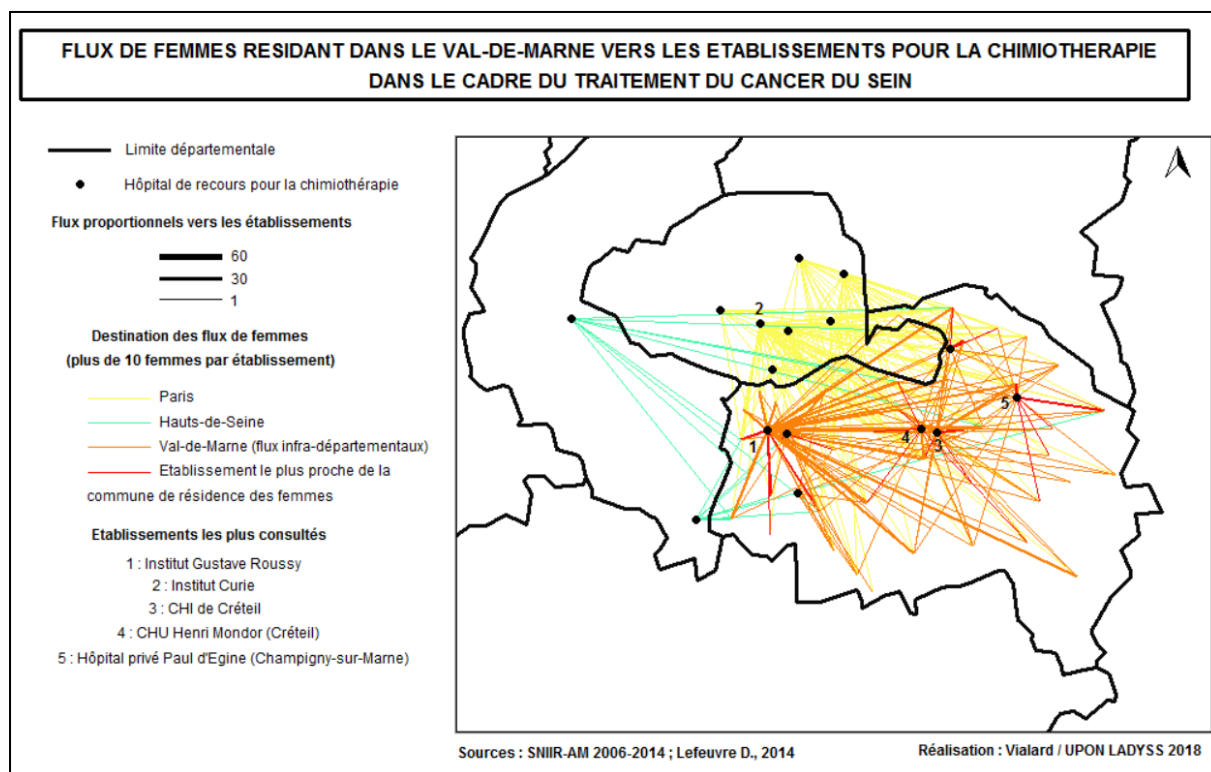 FLUX DE FEMMES RESIDANT DANS LE VAL-DE-MARNE VERS LES ETABLISSEMENTS POUR LA CHIMIOTHERAPIE
DANS LE CADRE DU TRAITEMENT DU CANCER DU SEIN
Limite départementale
Hôpital de recours pour la chimiothérapie
Flux proportionnels vers les établissements
60
30
1
Destination des flux de femmes
(plus de 10 femmes par établissement)
Paris
Hauts-de-Seine
Val-de-Marne (flux infra-départementaux)
Etablissement le plus proche de la
commune de résidence des femmes
Etablissements les plus consultés
1 : Institut Gustave Roussy
2 : Institut Curie
3 : CHI de Créteil
4 : CHU Henri Mondor (Créteil)
5 : Hôpital privé Paul d'Egine (Champigny-sur-Marne)
2
5
1
4
3
Sources : SNIIR-AM 2006-2014 ; Lefeuvre D., 2014
Réalisation : Vialard / UPON LADYSS 2018